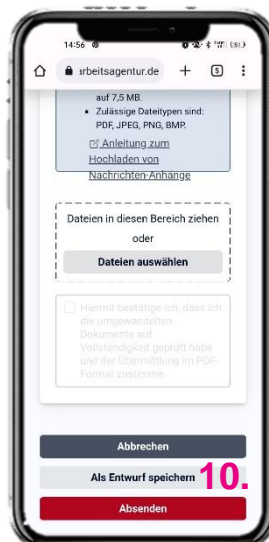 14:56
arbeitsagentur.de + 5
auf 7,5 MB.
• Zulässige Dateitypen sind:
PDF, JPEG, PNG, BMP.
Anleitung zum
Hochladen von
Nachrichten-Anhänge
Dateien in diesen Bereich ziehen
oder
Dateien auswählen
Hiermit bestätige ich, dass ich
die umgewandelten
Dokumente auf
Vollständigkeit geprüft habe
und der Übermittlung im PDF-
Format zustimme.
Abbrechen
Als Entwurf speichern 10.
Absenden